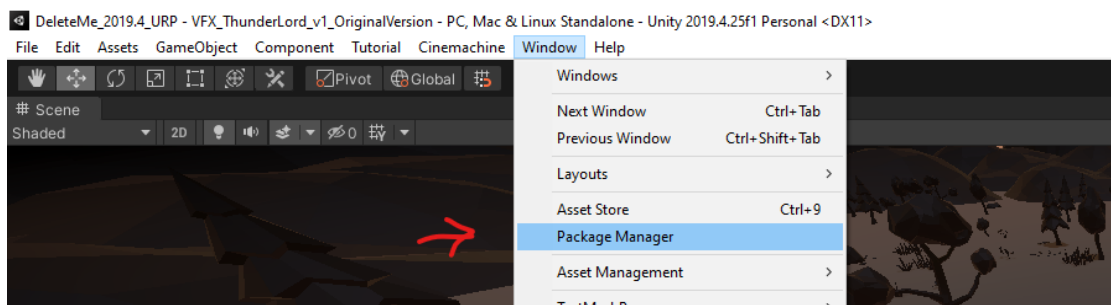 DeleteMe_2019.4_URP - VFX_ThunderLord_v1_OriginalVersion - PC, Mac & Linux Standalone - Unity 2019.4.25f1 Personal <DX11>
File Edit Assets GameObject Component Tutorial Cinemachine Window Help
Pivot Global
Windows
# Scene
Next Window Ctrl+Tab
Shaded 2D 0
Previous Window Ctrl+Shift+Tab
Layouts
Asset Store Ctrl+9
Package Manager
Asset Management